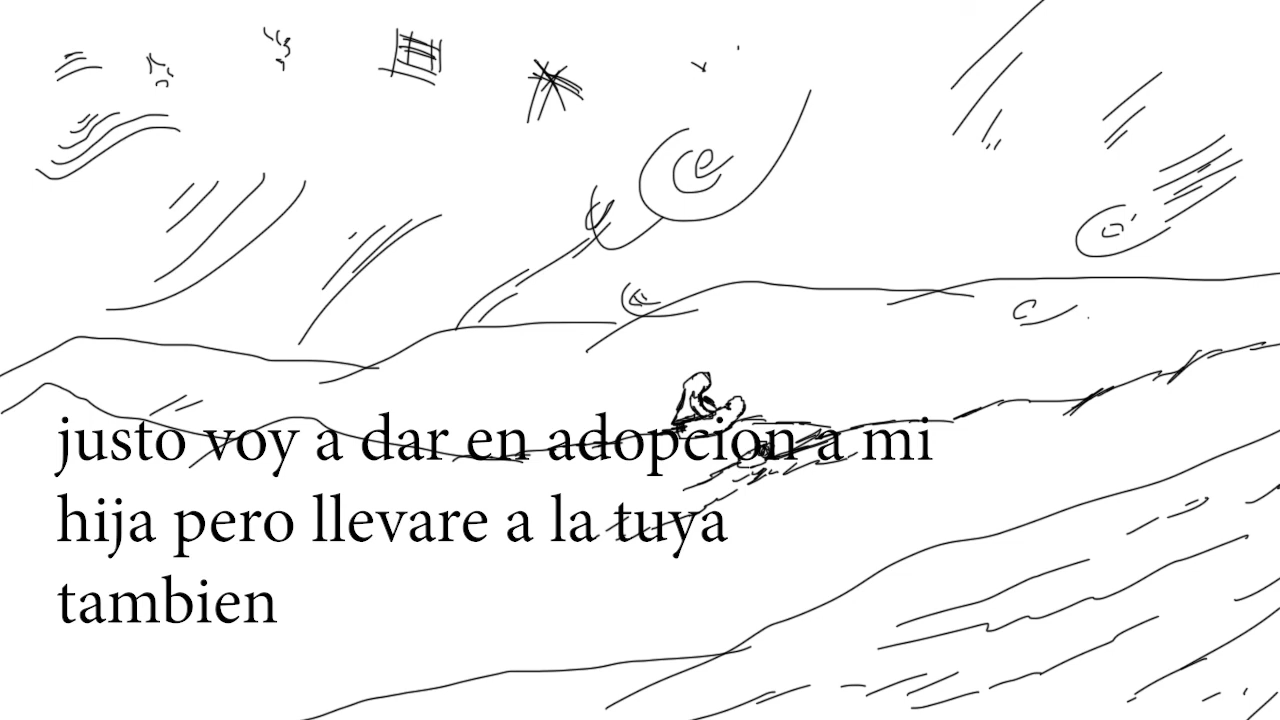 justo voy a dar en adopcion a mi
hija pero llevare a la tuya
tambien